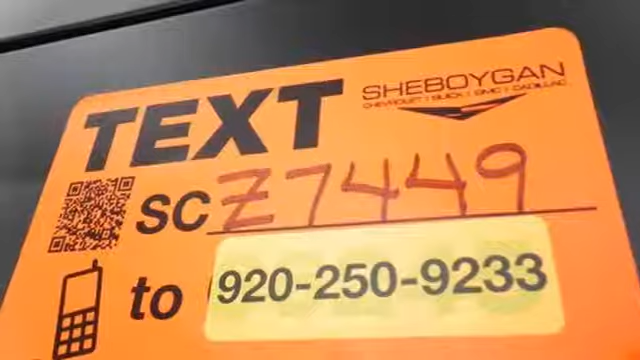 TEXT
SHEBOYGAN
CHEVROLET | BUICK | GMC | CADILLAC
SC Z7449
to 920-250-9233